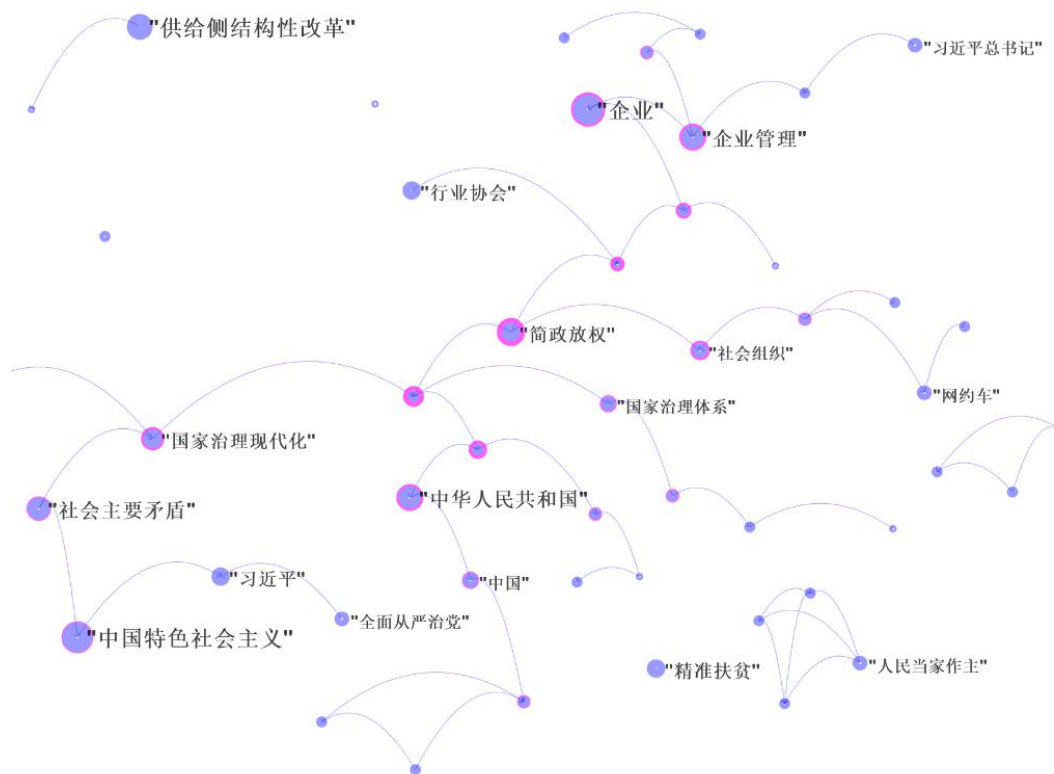 "供给侧结构性改革"
"习近平总书记"
"企业"
"企业管理"
"行业协会"
"简政放权"
"社会组织"
"网约车"
"国家治理体系"
"国家治理现代化"
"中华人民共和国"
"社会主要矛盾"
"习近平"
"中国"
"全面从严治党"
"中国特色社会主义"
"精准扶贫"
"人民当家作主"